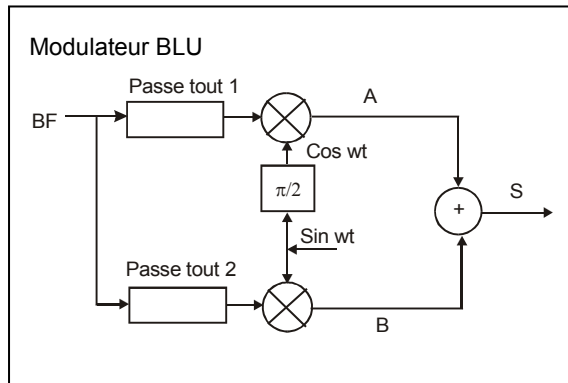 Modulateur BLU
Passe tout 1
A
BF
Cos wt
π/2
S
+
Sin wt
Passe tout 2
B